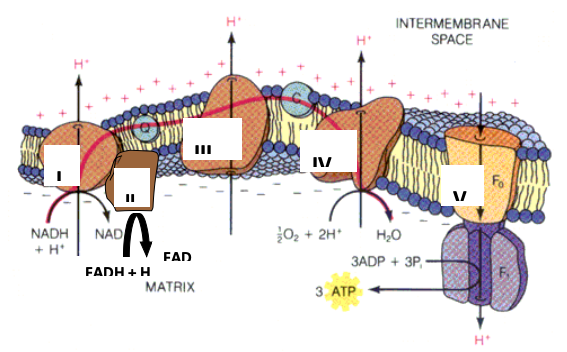 INTERMEMBRANE
SPACE
H⁺
H⁺
H⁺
C
Q
III
IV
I
II
V
F₀
NADH
+ H⁺
NAD
½O₂ + 2H⁺
H₂O
FADH + H
FAD
MATRIX
3ADP + 3Pᵢ
3 ATP
F₁
H⁺